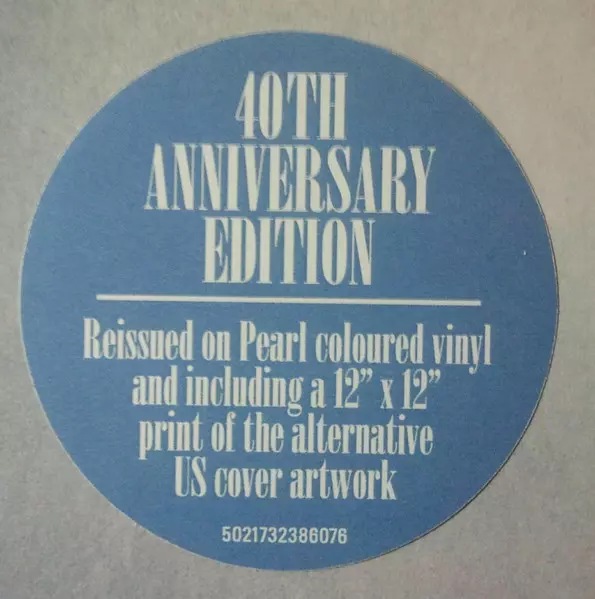 40TH
ANNIVERSARY
EDITION
Reissued on Pearl coloured vinyl
and including a 12” x 12”
print of the alternative
US cover artwork
5021732386076